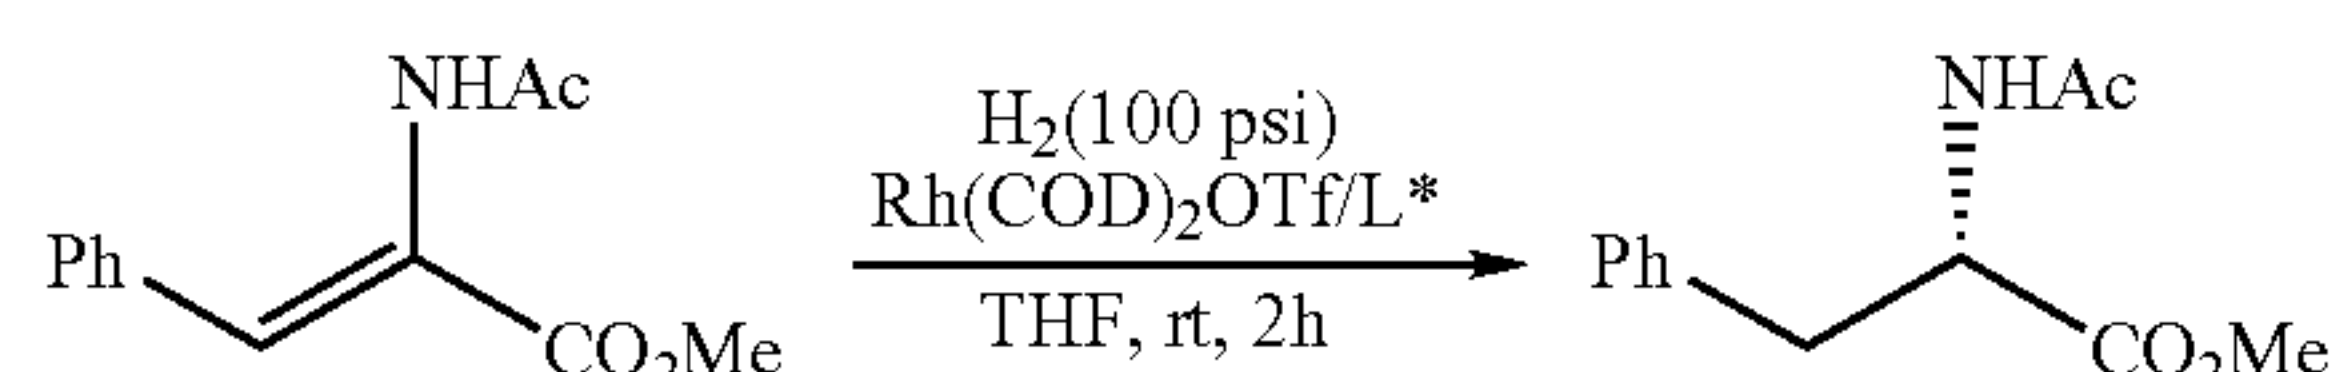 NHAc
Ph
CO₂Me
H₂(100 psi)
Rh(COD)₂OTf/L*
THF, rt, 2h
NHAc
Ph
CO₂Me